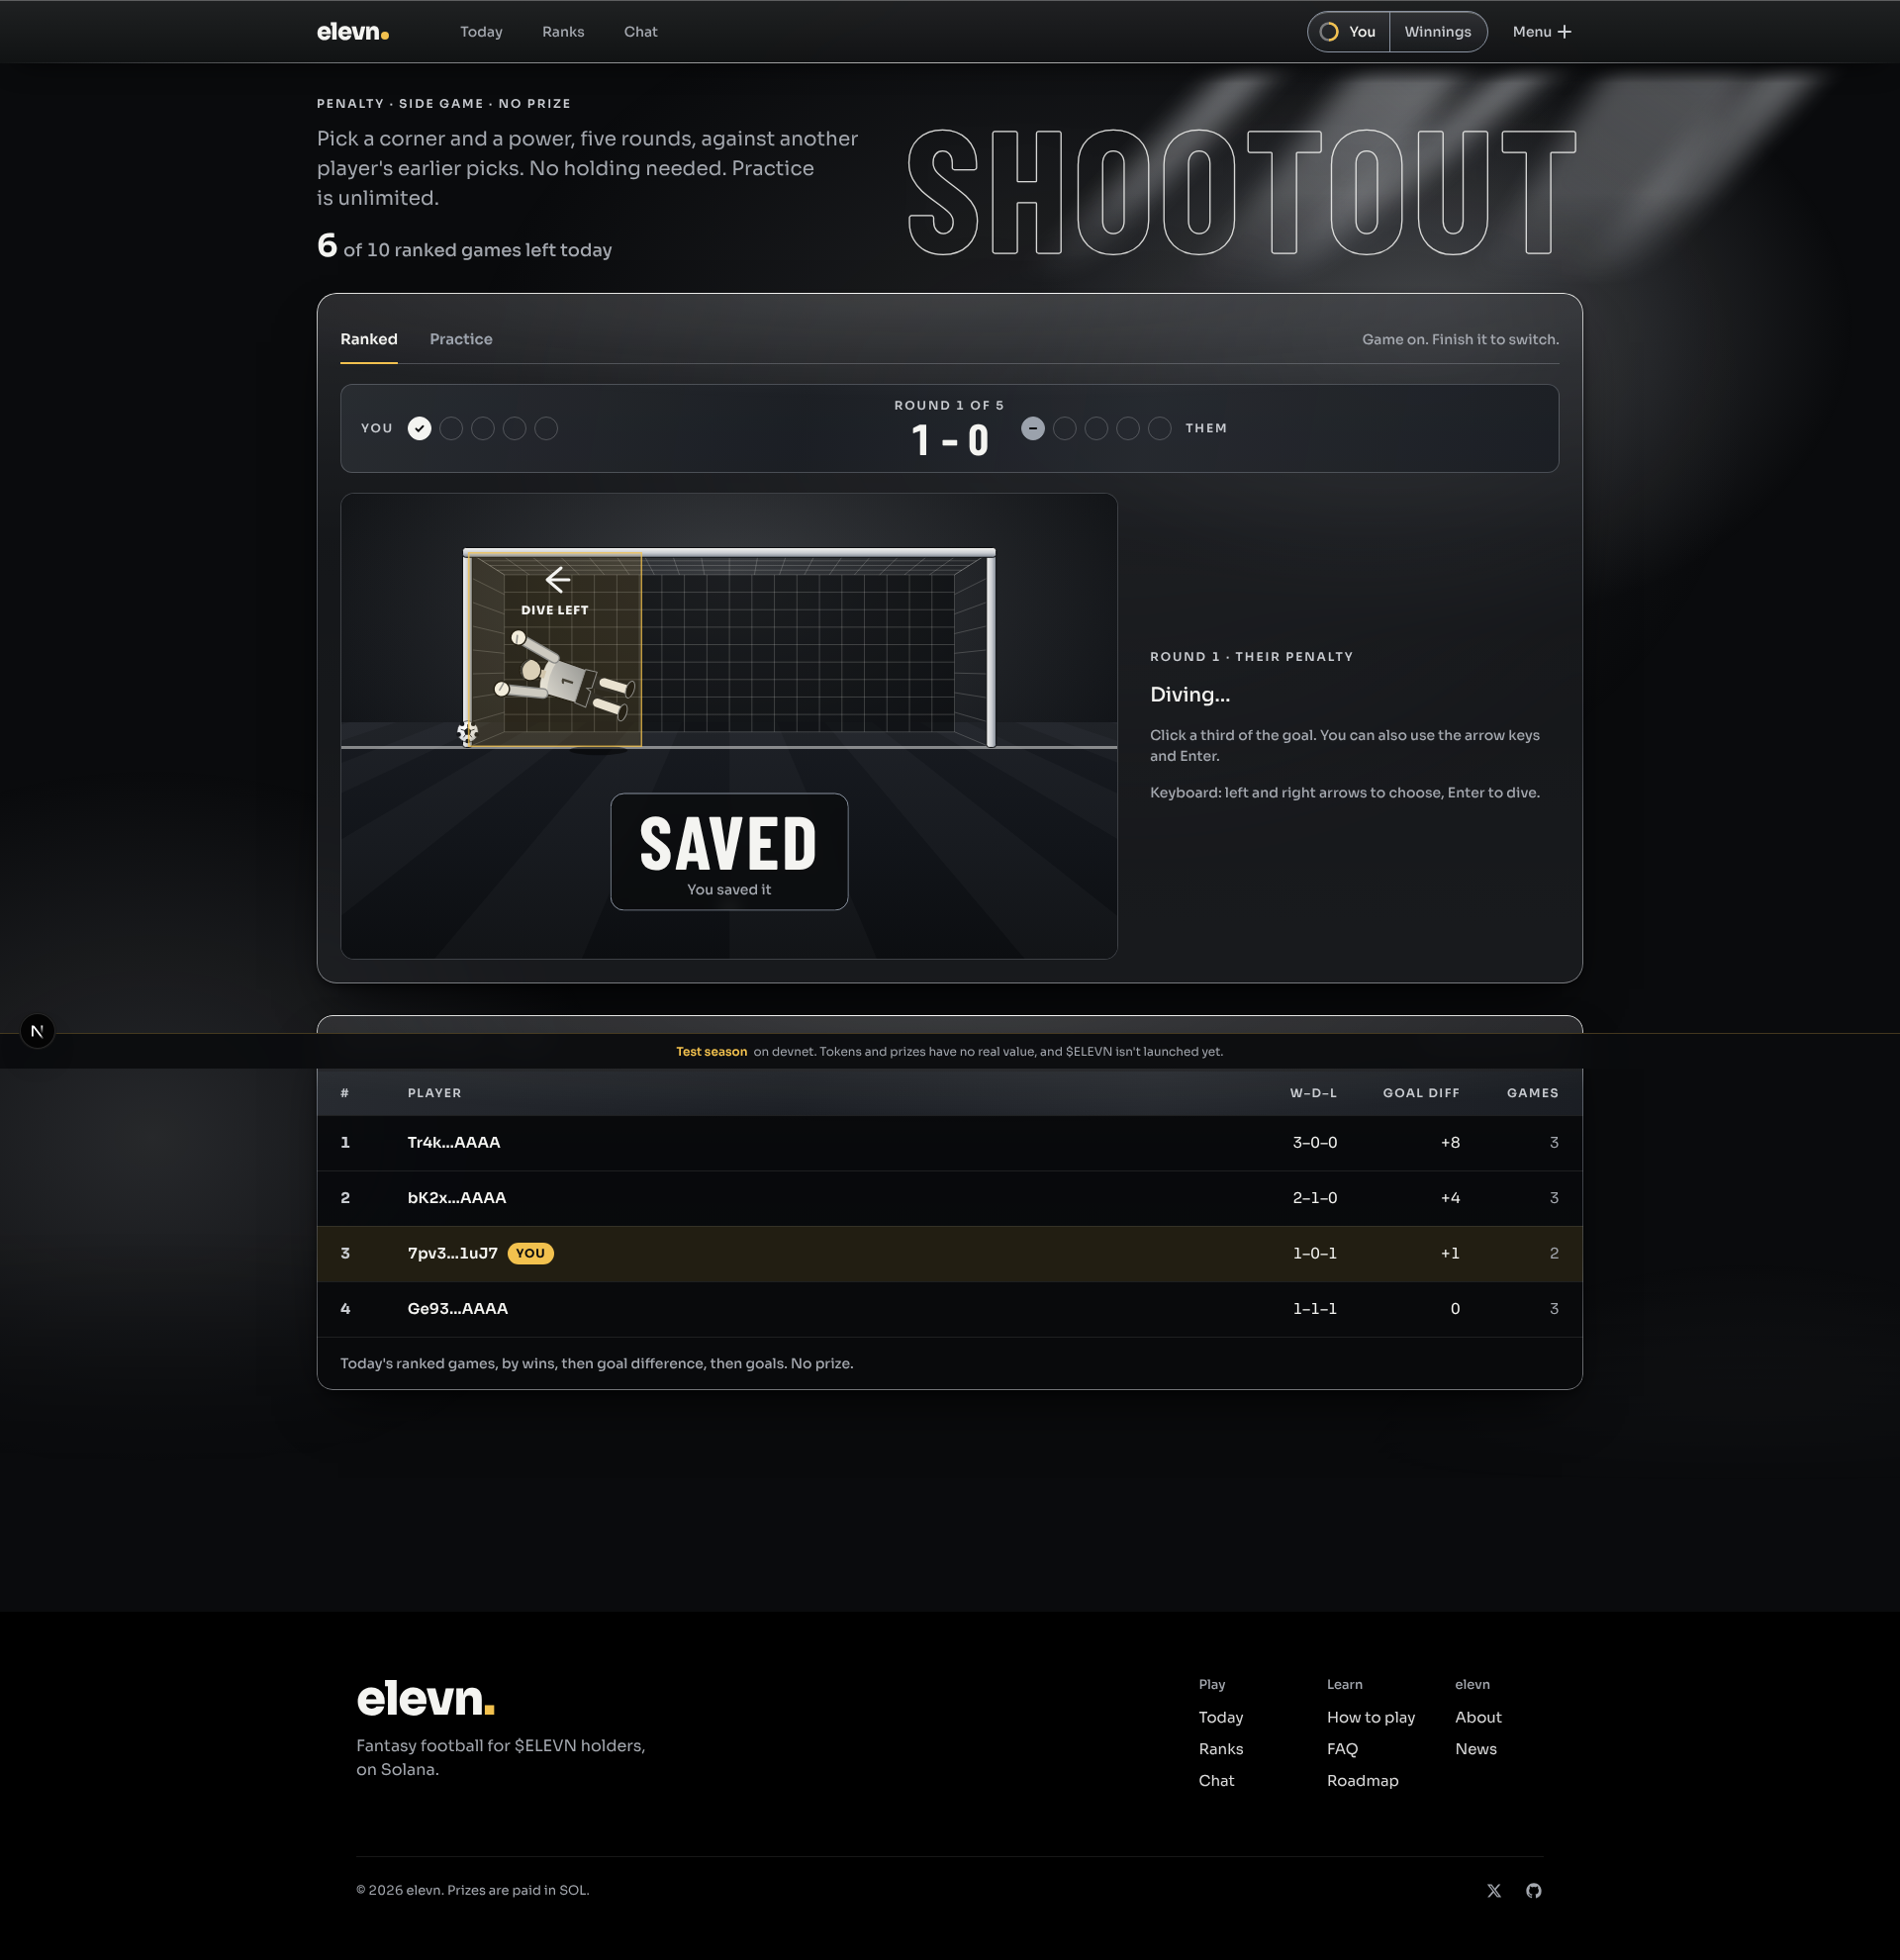 elevn.
Today
Ranks
Chat
You
Winnings
Menu
PENALTY · SIDE GAME · NO PRIZE
Pick a corner and a power, five rounds, against another
player's earlier picks. No holding needed. Practice
is unlimited.
6 of 10 ranked games left today
SHOOTOUT
Ranked
Practice
Game on. Finish it to switch.
YOU
ROUND 1 OF 5
1 - 0
THEM
DIVE LEFT
1
SAVED
You saved it
ROUND 1 · THEIR PENALTY
Diving...
Click a third of the goal. You can also use the arrow keys
and Enter.
Keyboard: left and right arrows to choose, Enter to dive.
N
Test season on devnet. Tokens and prizes have no real value, and $ELEVN isn't launched yet.
# PLAYER W–D–L GOAL DIFF GAMES
1 Tr4k...AAAA 3–0–0 +8 3
2 bK2x...AAAA 2–1–0 +4 3
3 7pv3...1uJ7 YOU 1–0–1 +1 2
4 Ge93...AAAA 1–1–1 0 3
Today's ranked games, by wins, then goal difference, then goals. No prize.
elevn.
Fantasy football for $ELEVN holders,
on Solana.
Play
Today
Ranks
Chat
Learn
How to play
FAQ
Roadmap
elevn
About
News
© 2026 elevn. Prizes are paid in SOL.